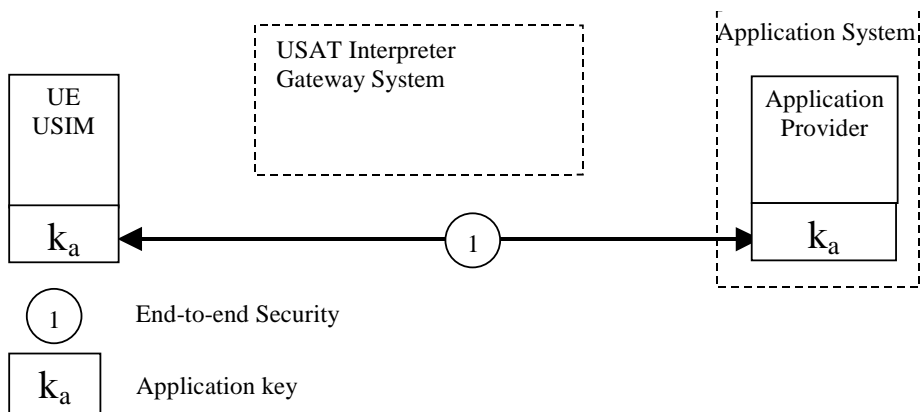 USAT Interpreter
Gateway System
Application System
UE
USIM
Application
Provider
kₐ
1
kₐ
1
End-to-end Security
kₐ
Application key